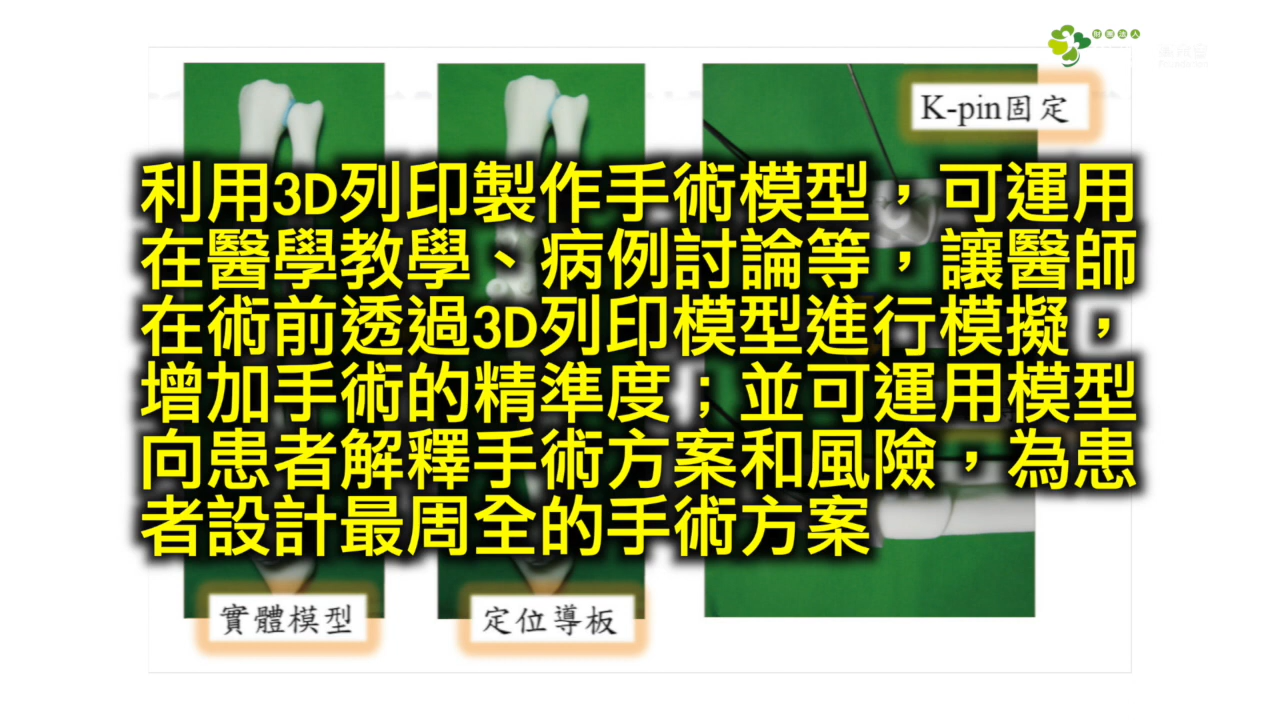 財團法人
K-pin固定
利用3D列印製作手術模型，可運用
在醫學教學、病例討論等，讓醫師
在術前透過3D列印模型進行模擬，
增加手術的精準度；並可運用模型
向患者解釋手術方案和風險，為患
者設計最周全的手術方案
實體模型
定位導板